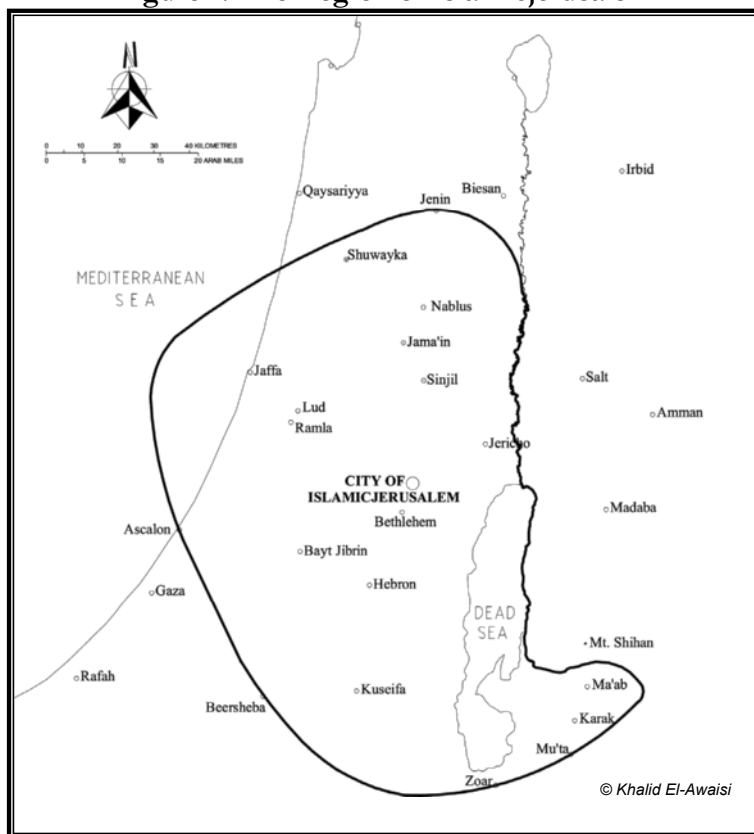 N
0 10 20 30 40 KILOMETRES
0 5 10 15 20 ARAB MILES
Irbid
Qaysariyya
Biesan
Jenin
Shuwayka
MEDITERRANEAN
SEA
Nablus
Jama'in
Jaffa
Sinjil
Salt
Lud
Amman
Ramla
Jericho
CITY OF
ISLAMICJERUSALEM
Madaba
Bethlehem
Ascalon
Bayt Jibrin
Hebron
Gaza
DEAD
SEA
Mt. Shihan
Rafah
Ma'ab
Kuseifa
Beersheba
Karak
Mu'ta
Zoar
© Khalid El-Awaisi